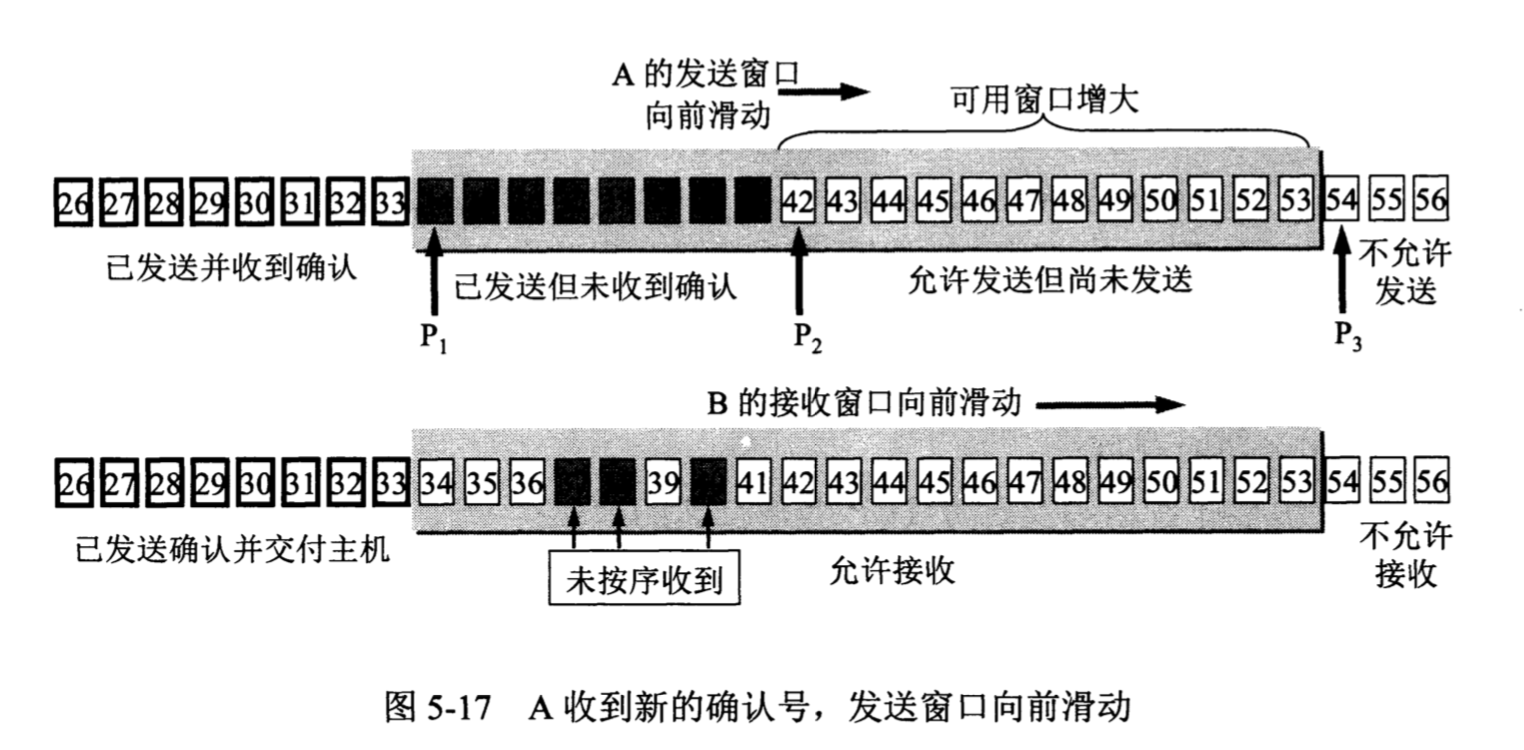 A 的发送窗口
向前滑动
可用窗口增大
26 27 28 29 30 31 32 33 42 43 44 45 46 47 48 49 50 51 52 53 54 55 56
已发送并收到确认
已发送但未收到确认
允许发送但尚未发送
不允许
发送
P1
P2
P3
B 的接收窗口向前滑动
26 27 28 29 30 31 32 33 34 35 36 39 41 42 43 44 45 46 47 48 49 50 51 52 53 54 55 56
已发送确认并交付主机
未按序收到
允许接收
不允许
接收
图 5-17 A 收到新的确认号，发送窗口向前滑动